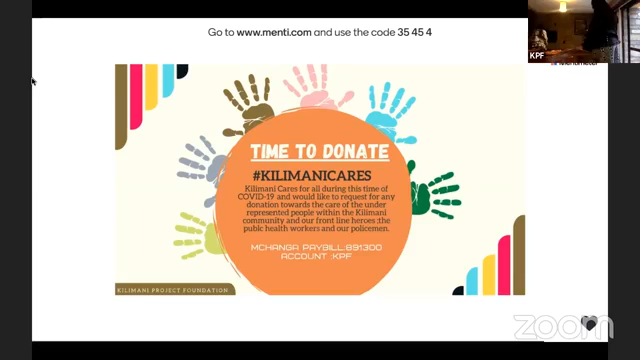 Go to www.menti.com and use the code 35 45 4
KPF
Mentimeter
TIME TO DONATE
#KILIMANICARES
Kilimani Cares for all during this time of
COVID-19 and would like to request for any
donation towards the care of the under
represented people within the Kilimani
community and our front line heroes :the
public health workers and our policemen.
MCHANGA PAYBILL:891300
ACCOUNT :KPF
KILIMANI PROJECT FOUNDATION
zoom